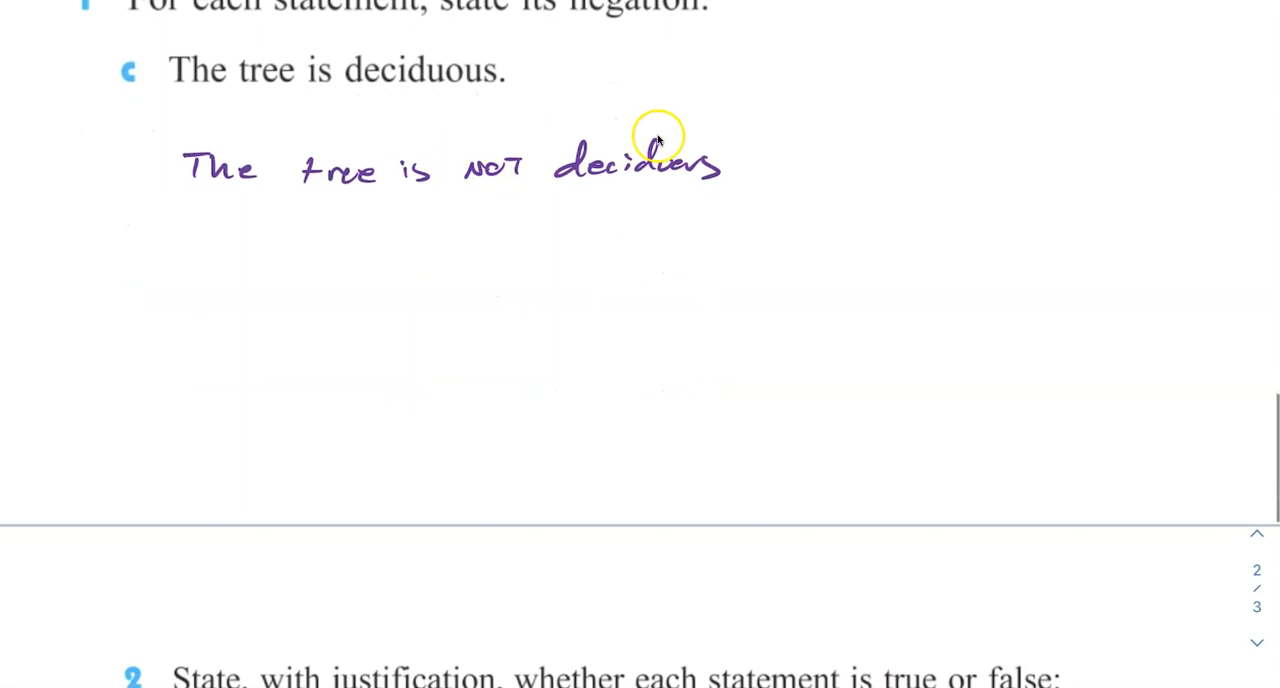 1 For each statement, state its negation:
c The tree is deciduous.
The tree is NOT deciduous
2
/
3
2 State, with justification, whether each statement is true or false: